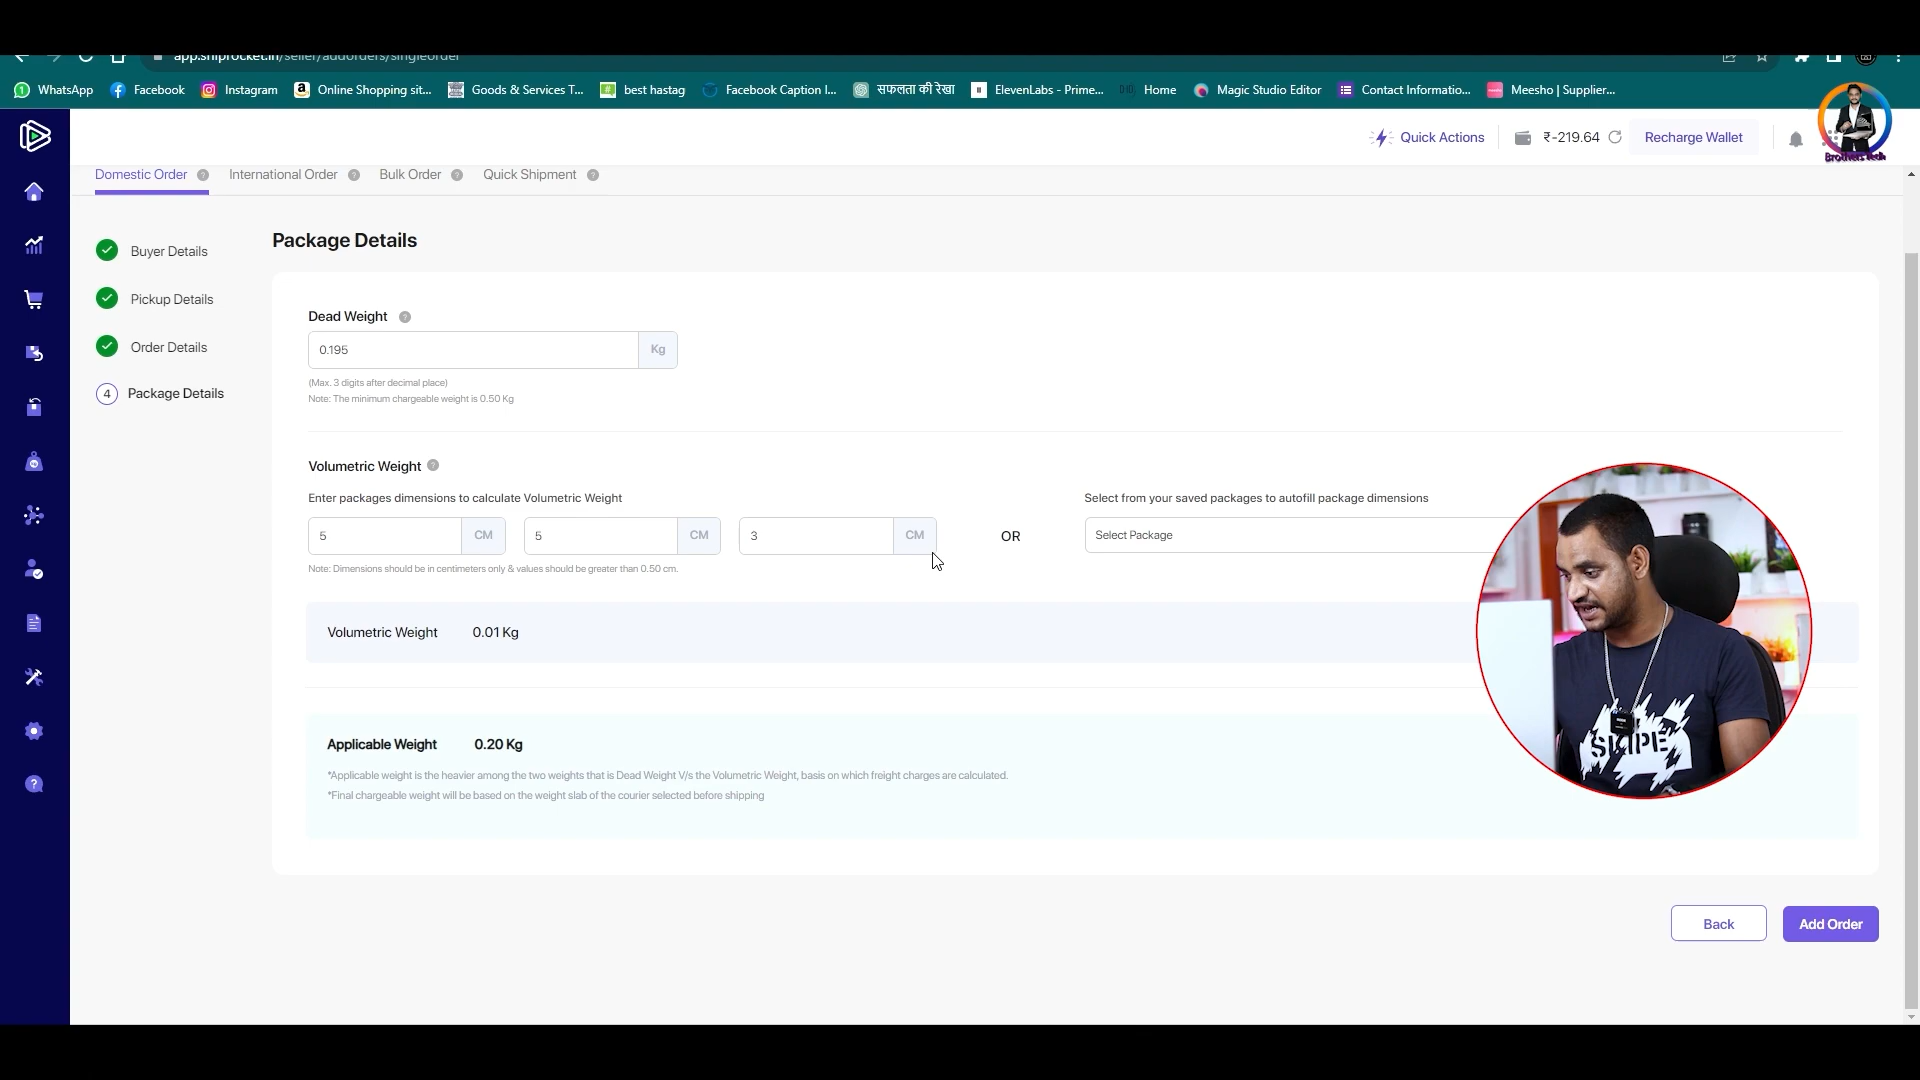 app.shiprocket.in/seller/addorders/singleorder
WhatsApp Facebook Instagram Online Shopping sit... Goods & Services T... best hastag Facebook Caption I... सफलता की रेखा ElevenLabs - Prime... Home Magic Studio Editor Contact Informatio... Meesho | Supplier...
Quick Actions ₹-219.64 Recharge Wallet
Brothers Tech
Domestic Order International Order Bulk Order Quick Shipment
Buyer Details
Pickup Details
Order Details
4 Package Details
Package Details
Dead Weight
0.195 Kg
(Max. 3 digits after decimal place)
Note: The minimum chargeable weight is 0.50 Kg
Volumetric Weight
Enter packages dimensions to calculate Volumetric Weight
5 CM 5 CM 3 CM
Note: Dimensions should be in centimeters only & values should be greater than 0.50 cm.
OR
Select from your saved packages to autofill package dimensions
Select Package
Volumetric Weight 0.01 Kg
Applicable Weight 0.20 Kg
*Applicable weight is the heavier among the two weights that is Dead Weight V/s the Volumetric Weight, basis on which freight charges are calculated.
*Final chargeable weight will be based on the weight slab of the courier selected before shipping
Back Add Order